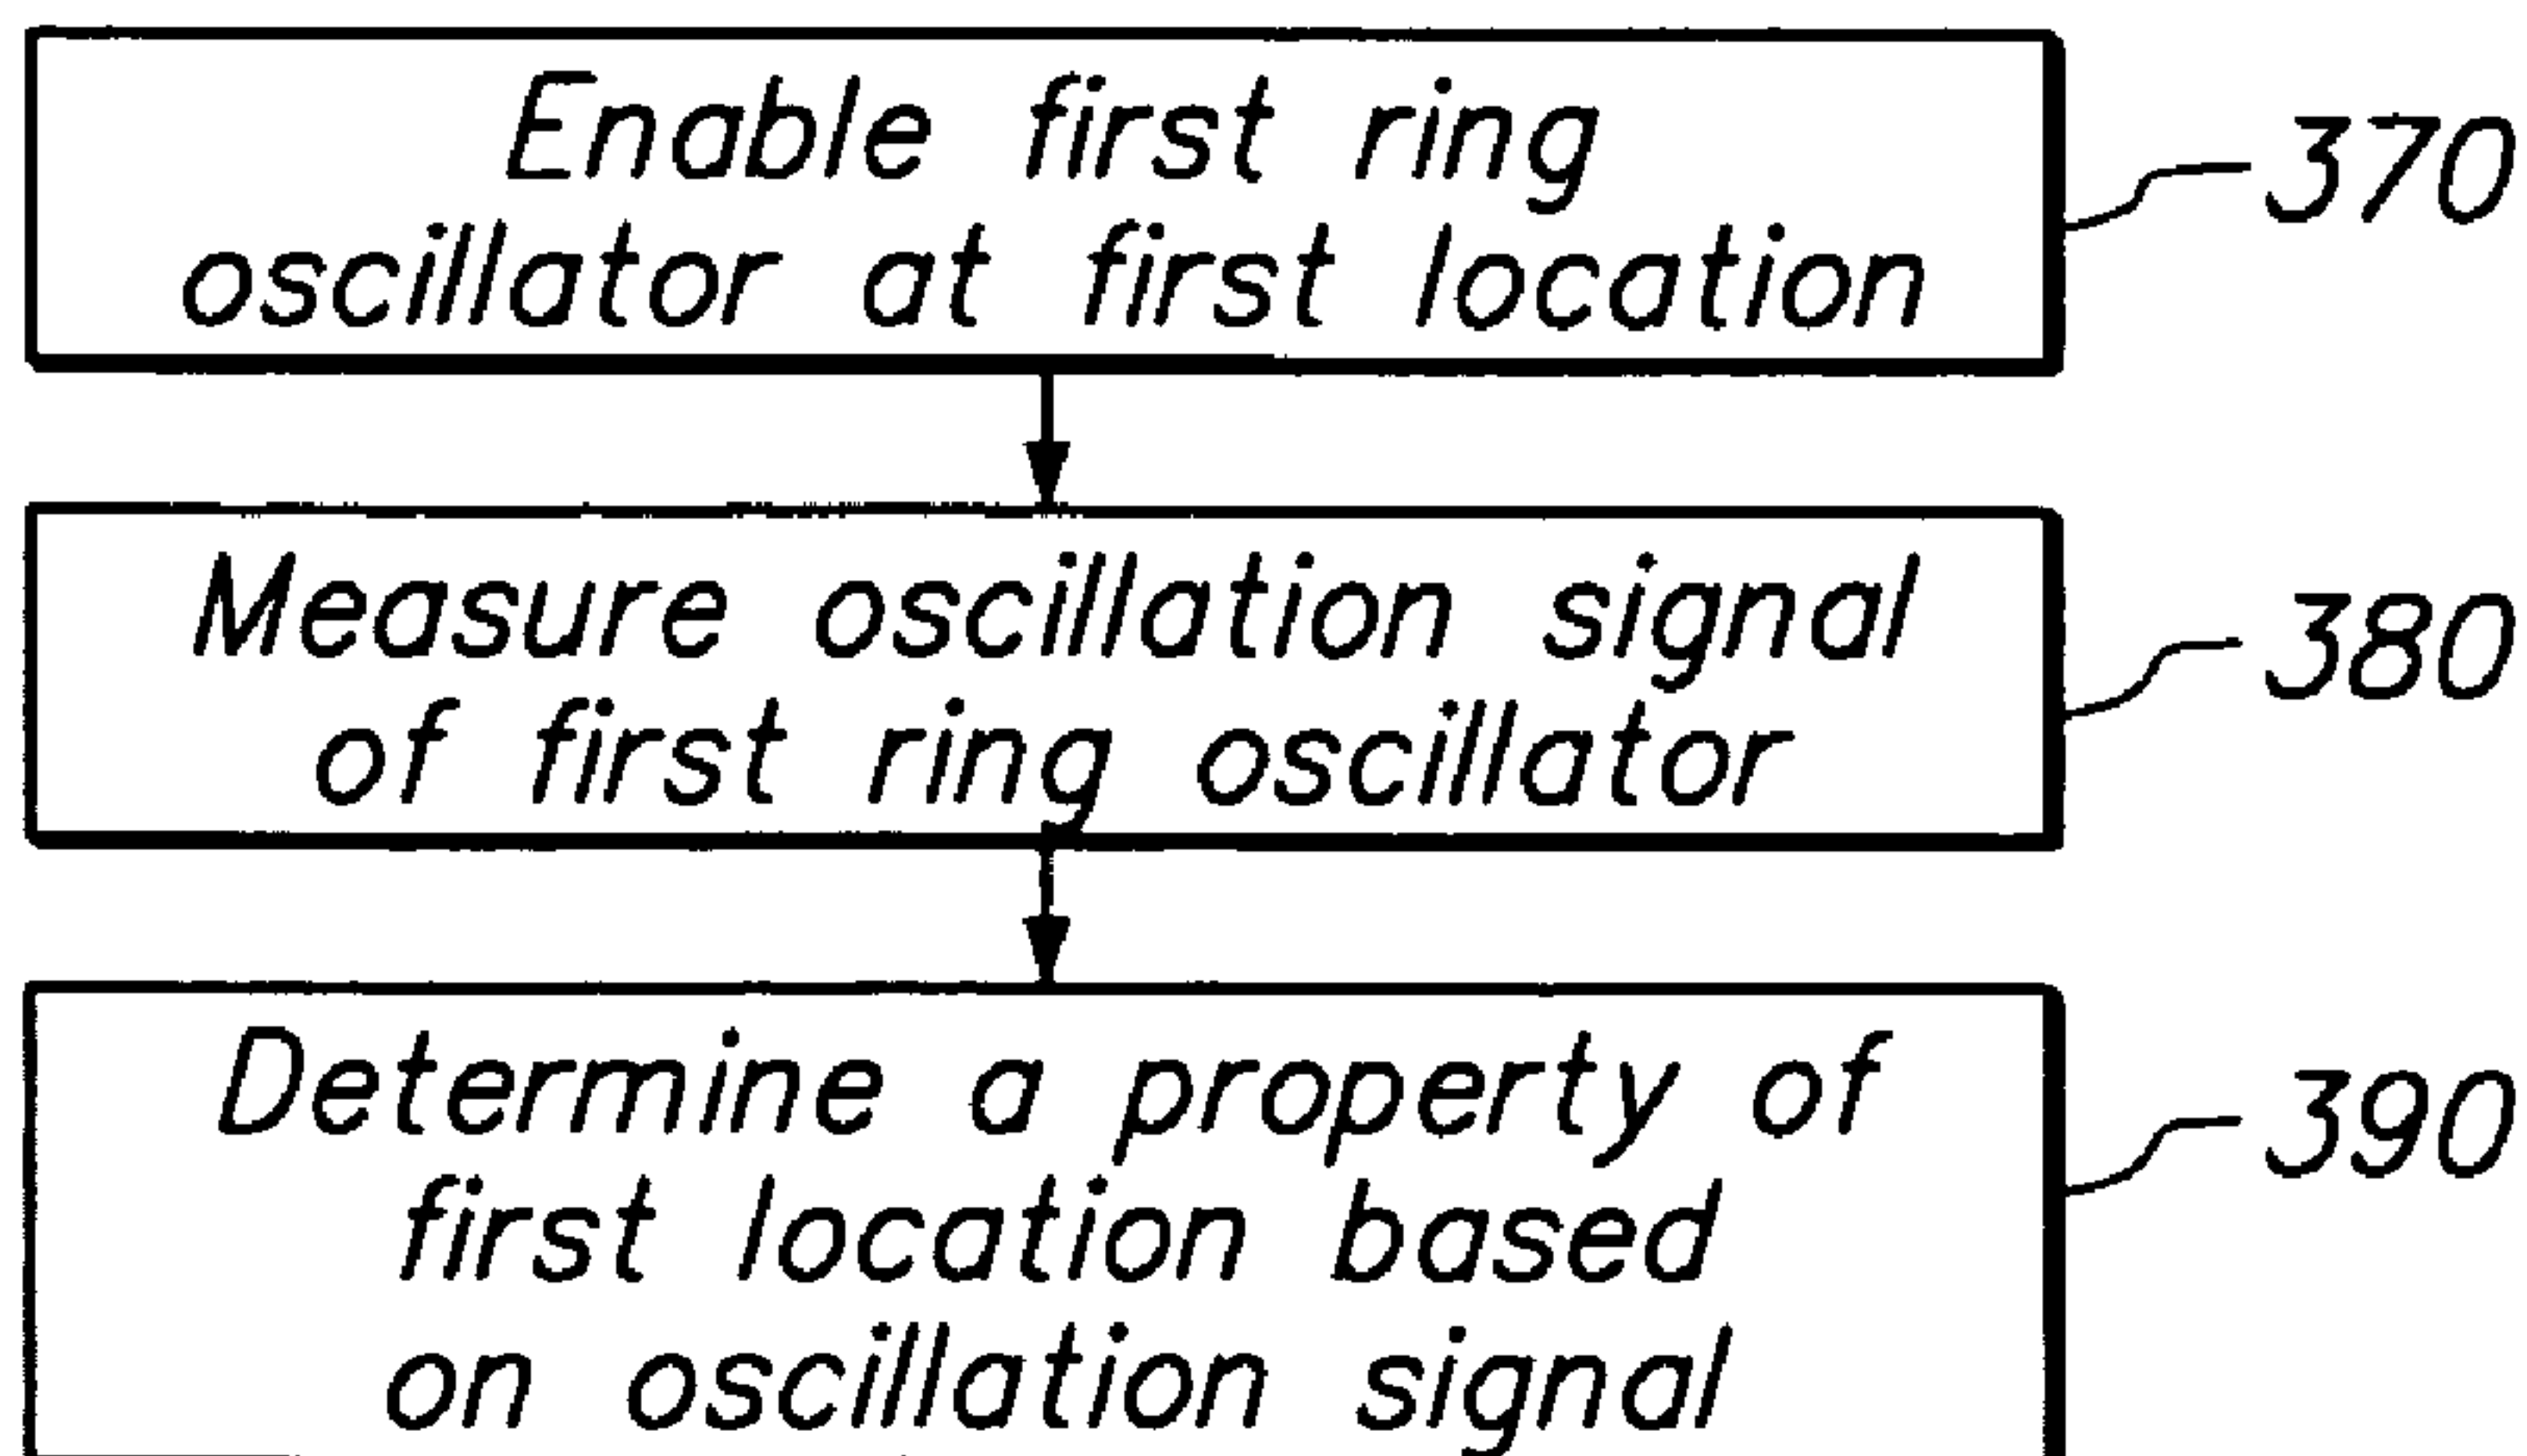 Enable first ring
oscillator at first location
370
Measure oscillation signal
of first ring oscillator
380
Determine a property of
first location based
on oscillation signal
390